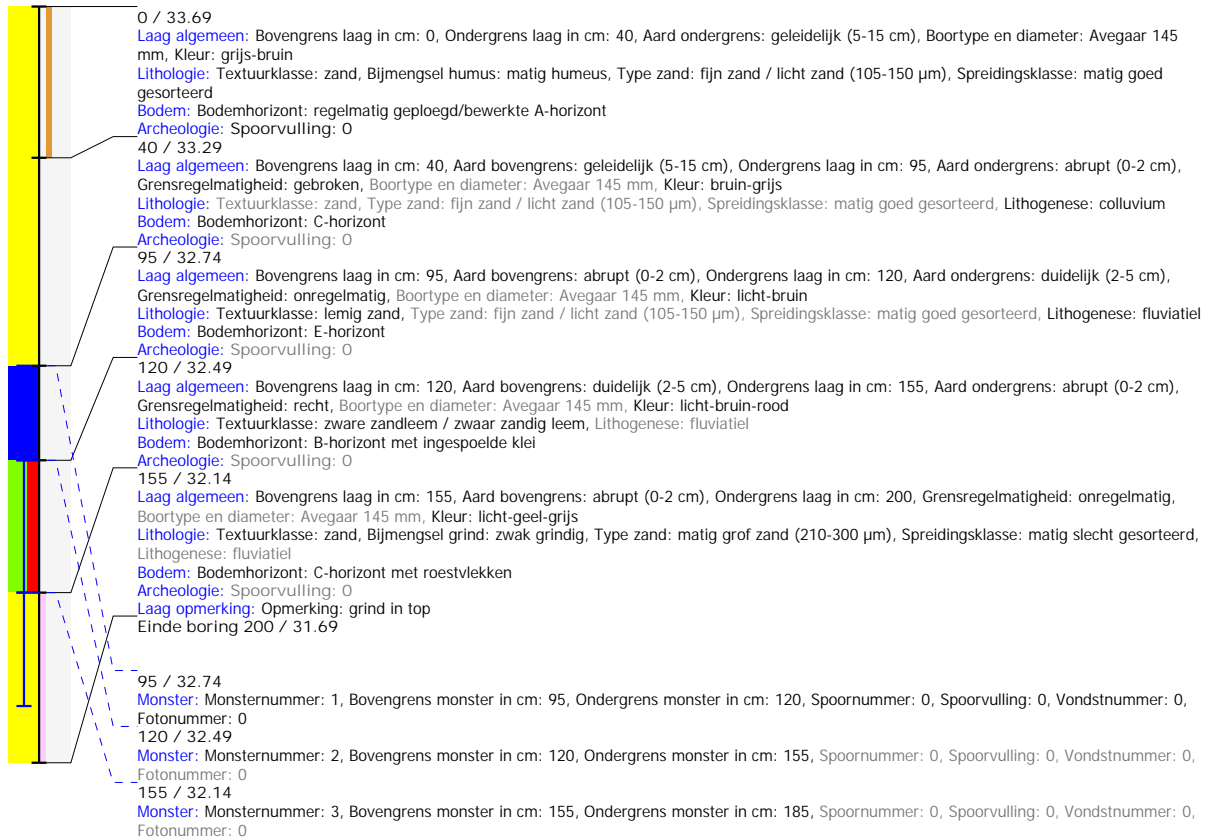 0 / 33.69
Laag algemeen: Bovengrens laag in cm: 0, Ondergrens laag in cm: 40, Aard ondergrens: geleidelijk (5-15 cm), Boortype en diameter: Avegaar 145
mm, Kleur: grijs-bruin
Lithologie: Textuurklasse: zand, Bijmengsel humus: matig humeus, Type zand: fijn zand / licht zand (105-150 µm), Spreidingsklasse: matig goed
gesorteerd
Bodem: Bodemhorizont: regelmatig geploegd/bewerkte A-horizont
Archeologie: Spoorvulling: 0
40 / 33.29
Laag algemeen: Bovengrens laag in cm: 40, Aard bovengrens: geleidelijk (5-15 cm), Ondergrens laag in cm: 95, Aard ondergrens: abrupt (0-2 cm),
Grensregelmatigheid: gebroken, Boortype en diameter: Avegaar 145 mm, Kleur: bruin-grijs
Lithologie: Textuurklasse: zand, Type zand: fijn zand / licht zand (105-150 µm), Spreidingsklasse: matig goed gesorteerd, Lithogenese: colluvium
Bodem: Bodemhorizont: C-horizont
Archeologie: Spoorvulling: 0
95 / 32.74
Laag algemeen: Bovengrens laag in cm: 95, Aard bovengrens: abrupt (0-2 cm), Ondergrens laag in cm: 120, Aard ondergrens: duidelijk (2-5 cm),
Grensregelmatigheid: onregelmatig, Boortype en diameter: Avegaar 145 mm, Kleur: licht-bruin
Lithologie: Textuurklasse: lemig zand, Type zand: fijn zand / licht zand (105-150 µm), Spreidingsklasse: matig goed gesorteerd, Lithogenese: fluviatiel
Bodem: Bodemhorizont: E-horizont
Archeologie: Spoorvulling: 0
120 / 32.49
Laag algemeen: Bovengrens laag in cm: 120, Aard bovengrens: duidelijk (2-5 cm), Ondergrens laag in cm: 155, Aard ondergrens: abrupt (0-2 cm),
Grensregelmatigheid: recht, Boortype en diameter: Avegaar 145 mm, Kleur: licht-bruin-rood
Lithologie: Textuurklasse: zware zandleem / zwaar zandig leem, Lithogenese: fluviatiel
Bodem: Bodemhorizont: B-horizont met ingespoelde klei
Archeologie: Spoorvulling: 0
155 / 32.14
Laag algemeen: Bovengrens laag in cm: 155, Aard bovengrens: abrupt (0-2 cm), Ondergrens laag in cm: 200, Grensregelmatigheid: onregelmatig,
Boortype en diameter: Avegaar 145 mm, Kleur: licht-geel-grijs
Lithologie: Textuurklasse: zand, Bijmengsel grind: zwak grindig, Type zand: matig grof zand (210-300 µm), Spreidingsklasse: matig slecht gesorteerd,
Lithogenese: fluviatiel
Bodem: Bodemhorizont: C-horizont met roestvlekken
Archeologie: Spoorvulling: 0
Laag opmerking: Opmerking: grind in top
Einde boring 200 / 31.69
95 / 32.74
Monster: Monsternummer: 1, Bovengrens monster in cm: 95, Ondergrens monster in cm: 120, Spoornummer: 0, Spoorvulling: 0, Vondstnummer: 0,
Fotonummer: 0
120 / 32.49
Monster: Monsternummer: 2, Bovengrens monster in cm: 120, Ondergrens monster in cm: 155, Spoornummer: 0, Spoorvulling: 0, Vondstnummer: 0,
Fotonummer: 0
155 / 32.14
Monster: Monsternummer: 3, Bovengrens monster in cm: 155, Ondergrens monster in cm: 185, Spoornummer: 0, Spoorvulling: 0, Vondstnummer: 0,
Fotonummer: 0